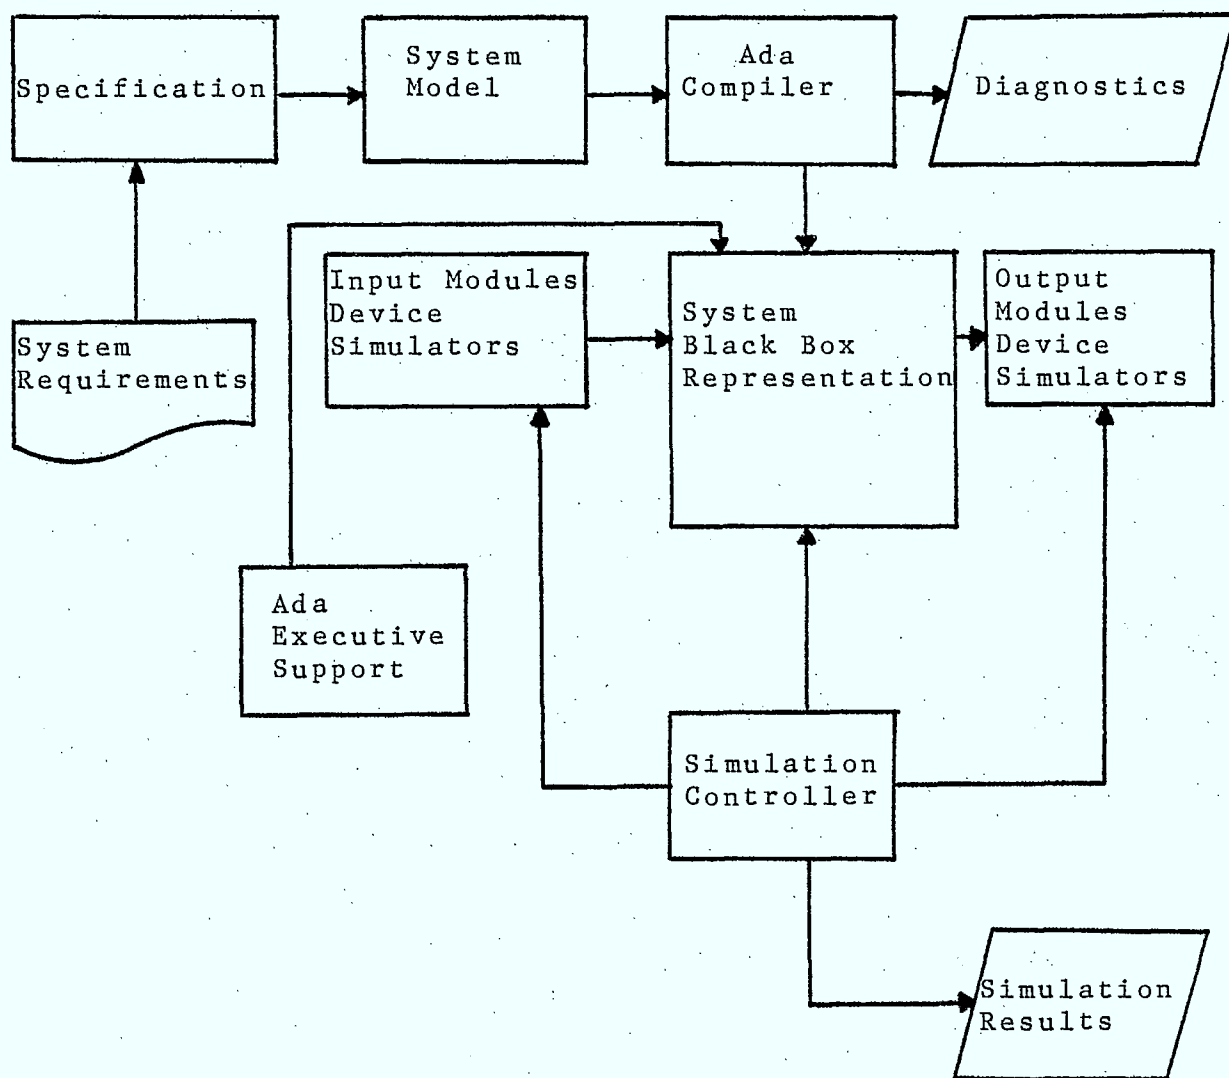 Specification
System
Model
Ada
Compiler
Diagnostics
System
Requirements
Input Modules
Device
Simulators
System
Black Box
Representation
Output
Modules
Device
Simulators
Ada
Executive
Support
Simulation
Controller
Simulation
Results